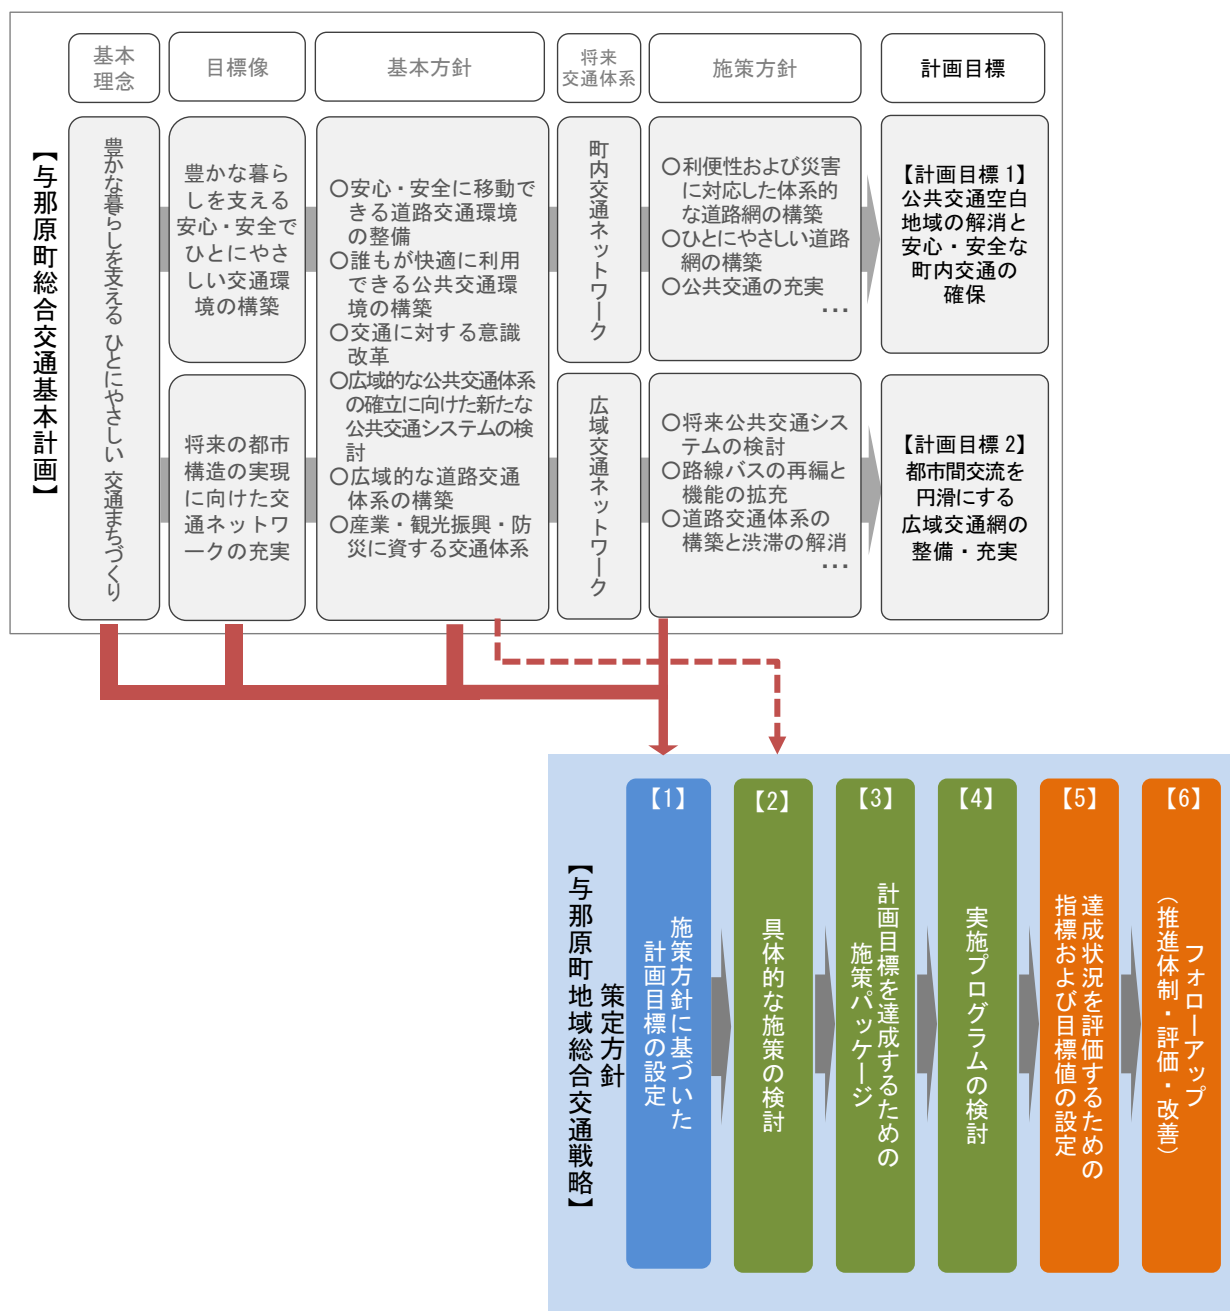 基本
理念
目標像
基本方針
将来
交通体系
施策方針
計画目標
【与那原町総合交通基本計画】
豊かな暮らしを支える ひとにやさしい 交通まちづくり
豊かな暮ら
しを支える
安心・安全で
ひとにやさ
しい交通環
境の構築
将来の都市
構造の実現
に向けた交
通ネットワ
ークの充実
○安心・安全に移動で
きる道路交通環境
の整備
○誰もが快適に利用
できる公共交通環
境の構築
○交通に対する意識
改革
○広域的な公共交通体系
の確立に向けた新たな
公共交通システムの検
討
○広域的な道路交通
体系の構築
○産業・観光振興・防
災に資する交通体系
町内交通ネットワーク
広域交通ネットワーク
○利便性および災害
に対応した体系的
な道路網の構築
○ひとにやさしい道路
網の構築
○公共交通の充実
・・・
○将来公共交通シス
テムの検討
○路線バスの再編と
機能の拡充
○道路交通体系の
構築と渋滞の解消
・・・
【計画目標1】
公共交通空白
地域の解消と
安心・安全な
町内交通の
確保
【計画目標2】
都市間交流を
円滑にする
広域交通網の
整備・充実
策定方針
【与那原町地域総合交通戦略】
【1】
施策方針に基づいた
計画目標の設定
【2】
具体的な施策の検討
【3】
計画目標を達成するための
施策パッケージ
【4】
実施プログラムの検討
【5】
達成状況を評価するための
指標および目標値の設定
【6】
フォローアップ
（推進体制・評価・改善）